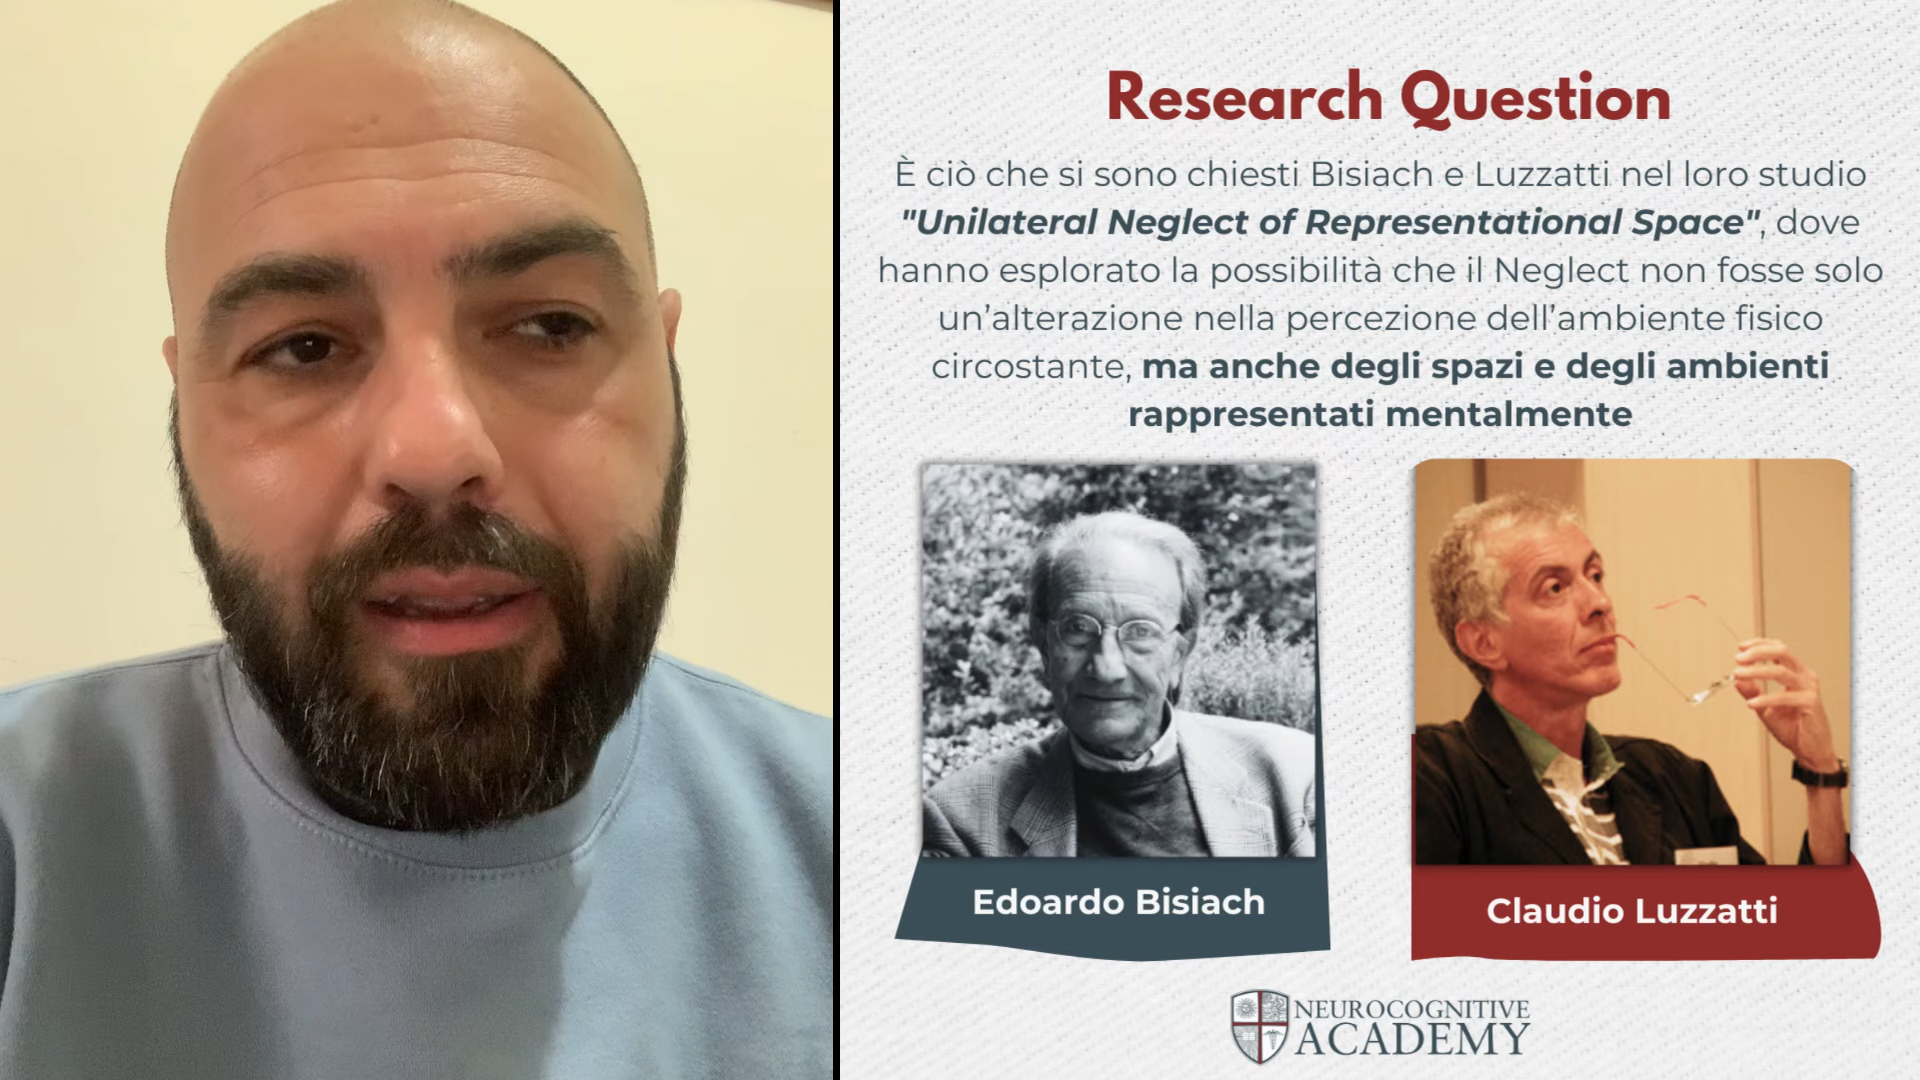 Research Question
È ciò che si sono chiesti Bisiach e Luzzatti nel loro studio
"Unilateral Neglect of Representational Space", dove
hanno esplorato la possibilità che il Neglect non fosse solo
un’alterazione nella percezione dell’ambiente fisico
circostante, ma anche degli spazi e degli ambienti
rappresentati mentalmente
Edoardo Bisiach
Claudio Luzzatti
NEUROCOGNITIVE
ACADEMY